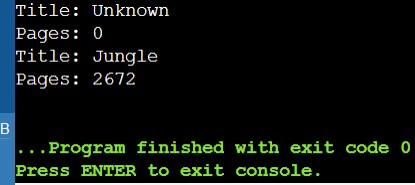 Title: Unknown
Pages: 0
Title: Jungle
Pages: 2672
B
...Program finished with exit code 0
Press ENTER to exit console.